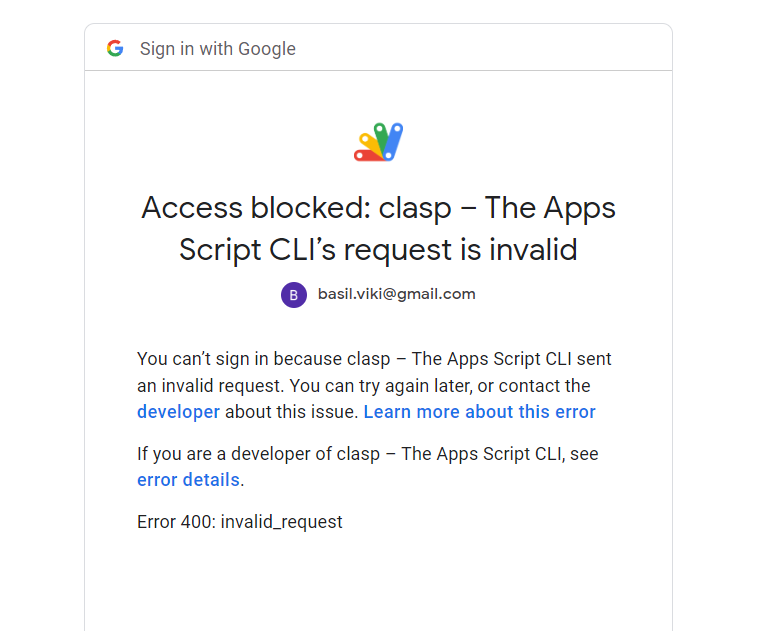 Sign in with Google
Access blocked: clasp – The Apps
Script CLI’s request is invalid
B basil.viki@gmail.com
You can’t sign in because clasp – The Apps Script CLI sent
an invalid request. You can try again later, or contact the
developer about this issue. Learn more about this error
If you are a developer of clasp – The Apps Script CLI, see
error details.
Error 400: invalid_request